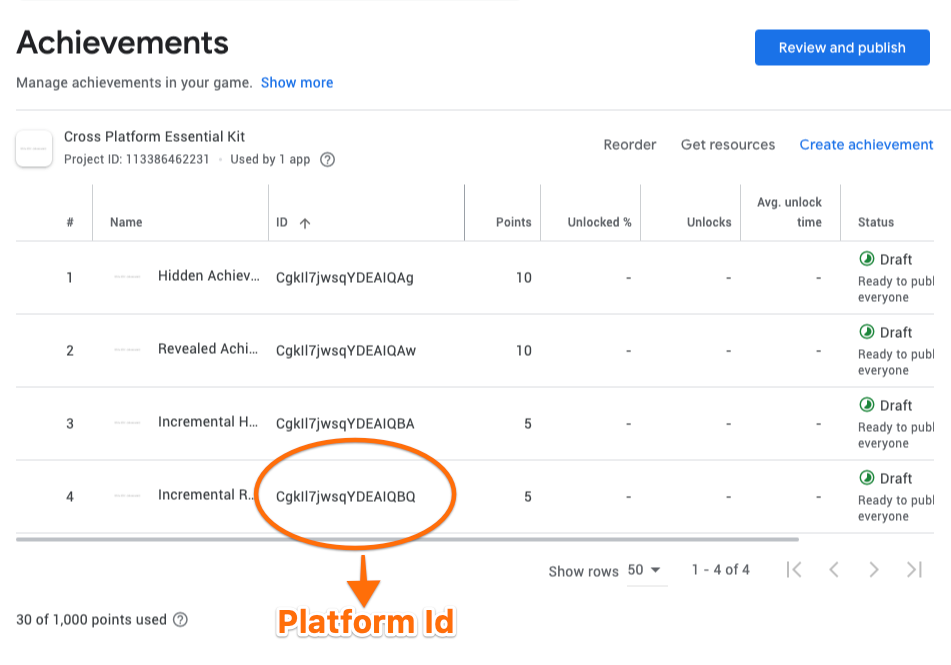 Achievements
Review and publish
Manage achievements in your game. Show more
Cross Platform Essential Kit
Project ID: 113386462231 · Used by 1 app
Reorder Get resources Create achievement
# Name ID Points Unlocked % Unlocks Avg. unlock time Status
1 Hidden Achiev... CgkIl7jwsqYDEAIQAg 10 - - - Draft
Ready to publ
everyone
2 Revealed Achi... CgkIl7jwsqYDEAIQAw 10 - - - Draft
Ready to publ
everyone
3 Incremental H... CgkIl7jwsqYDEAIQBA 5 - - - Draft
Ready to publ
everyone
4 Incremental R... CgkIl7jwsqYDEAIQBQ 5 - - - Draft
Ready to publ
everyone
Show rows 50 1 - 4 of 4
30 of 1,000 points used
Platform Id